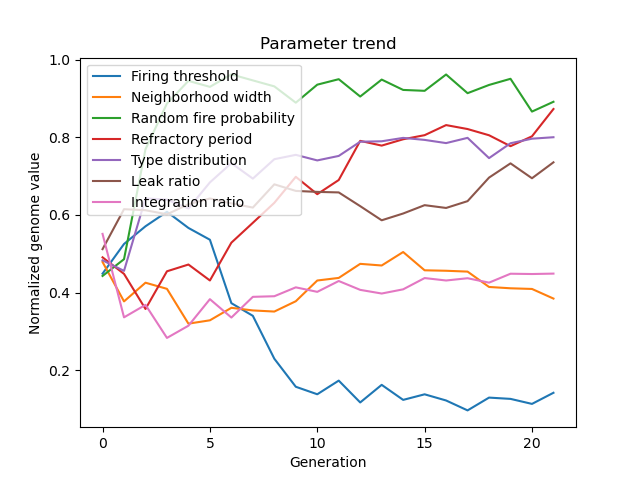 Parameter trend
1.0
0.8
0.6
0.4
0.2
Normalized genome value
Firing threshold
Neighborhood width
Random fire probability
Refractory period
Type distribution
Leak ratio
Integration ratio
0
5
10
15
20
Generation